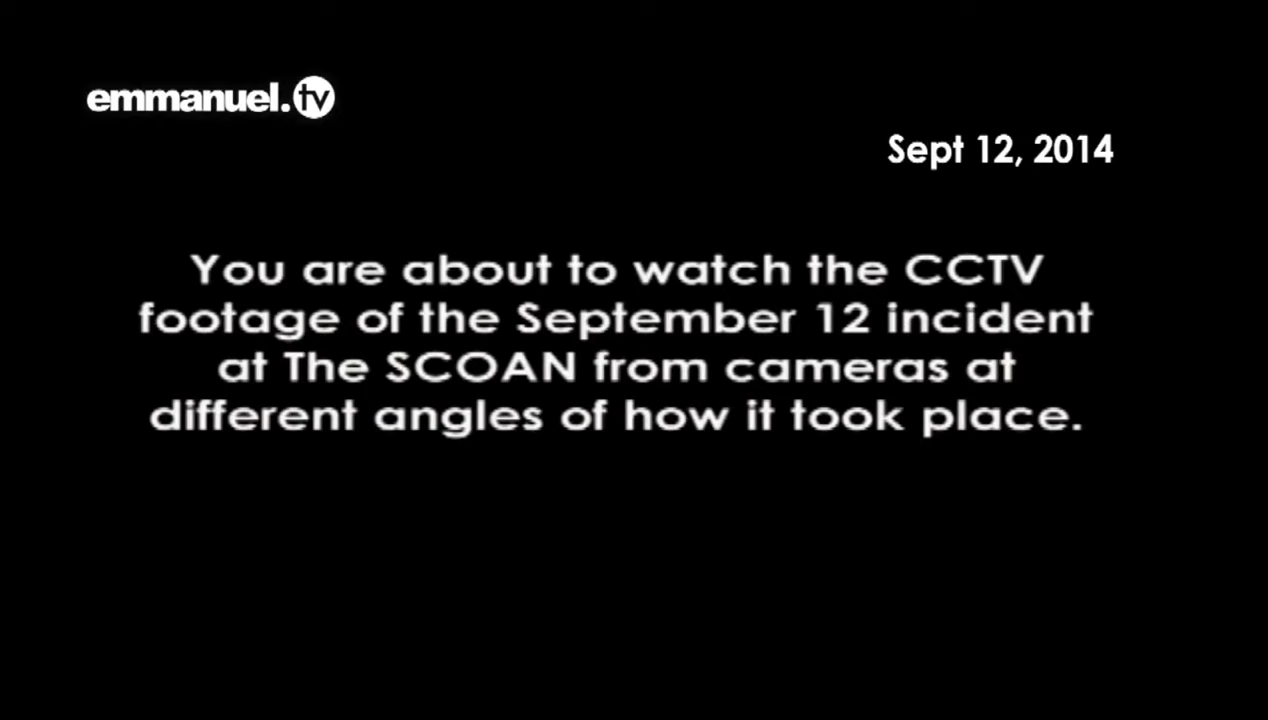 emmanuel.tv
Sept 12, 2014
You are about to watch the CCTV
footage of the September 12 incident
at The SCOAN from cameras at
different angles of how it took place.